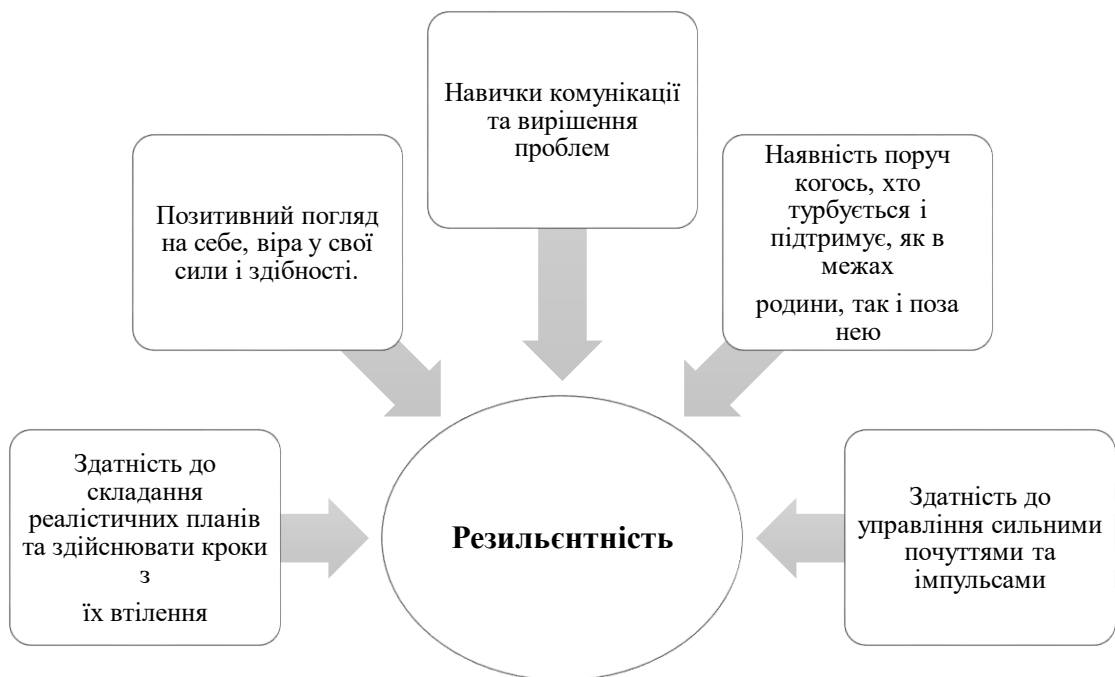 Навички комунікації
та вирішення
проблем
Позитивний погляд
на себе, віра у свої
сили і здібності.
Наявність поруч
когось, хто
турбується і
підтримує, як в
межах
родини, так і поза
нею
Здатність до
складання
реалістичних планів
та здійснювати кроки
з
їх втілення
Резильєнтність
Здатність до
управління сильними
почуттями та
імпульсами